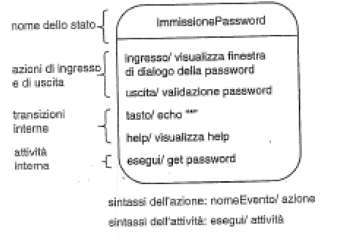 nome dello stato
ImmissionePassword
azioni di ingresso
e di uscita
ingresso/ visualizza finestra
di dialogo della password
uscita/ validazione password
transizioni
interne
tasto/ echo "*"
help/ visualizza help
attività
interna
esegui/ get password
sintassi dell'azione: nomeEvento/ azione
sintassi dell'attività: esegui/ attività